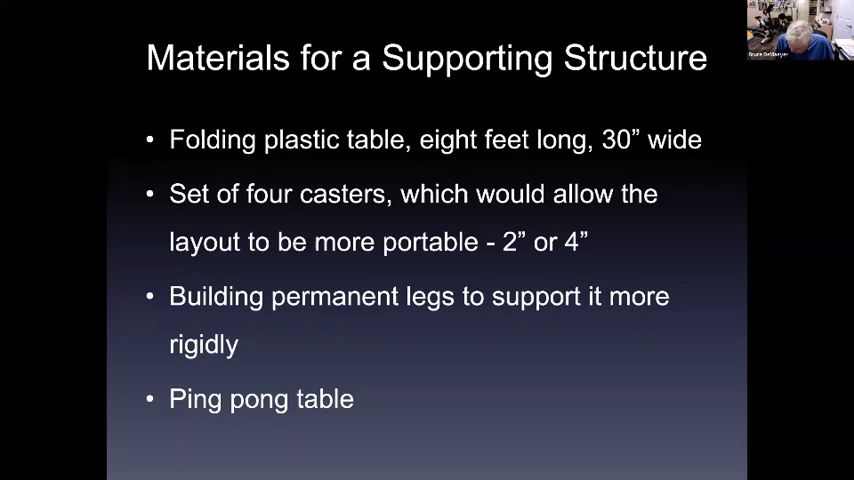 Materials for a Supporting Structure
• Folding plastic table, eight feet long, 30” wide
• Set of four casters, which would allow the
layout to be more portable - 2” or 4”
• Building permanent legs to support it more
rigidly
• Ping pong table